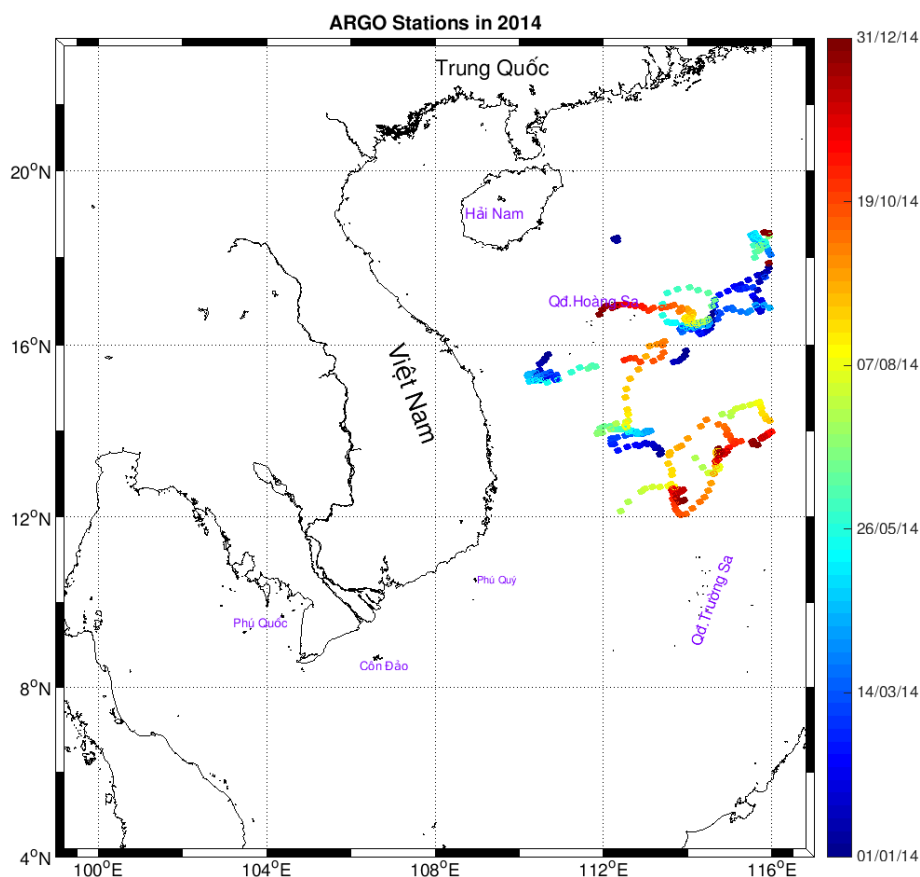 ARGO Stations in 2014
31/12/14
Trung Quốc
20°N
19/10/14
Hải Nam
Qđ.Hoàng Sa
16°N
07/08/14
Việt Nam
12°N
26/05/14
Phú Quý
Qđ.Trường Sa
Phú Quốc
Côn Đảo
8°N
14/03/14
4°N
01/01/14
100°E
104°E
108°E
112°E
116°E